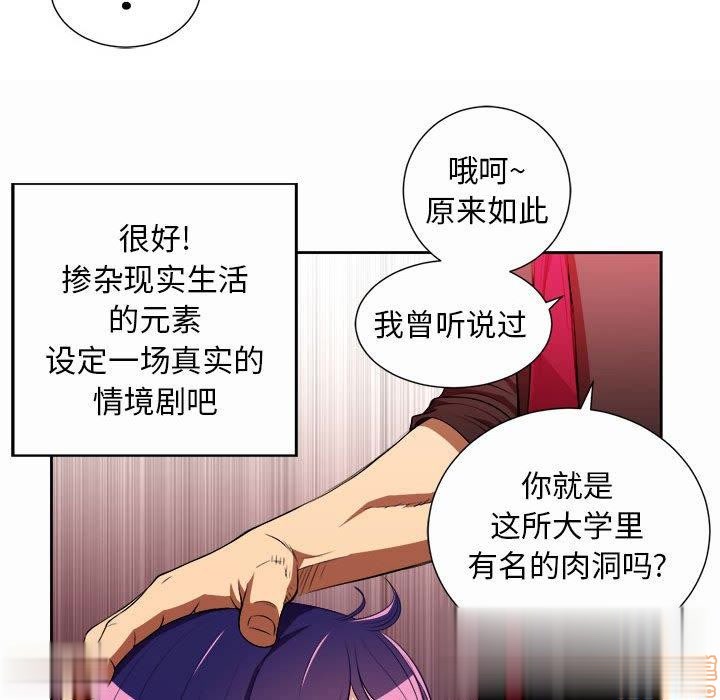 哦呵~
原来如此
很好!
掺杂现实生活
的元素
设定一场真实的
情境剧吧
我曾听说过
你就是
这所大学里
有名的肉洞吗?